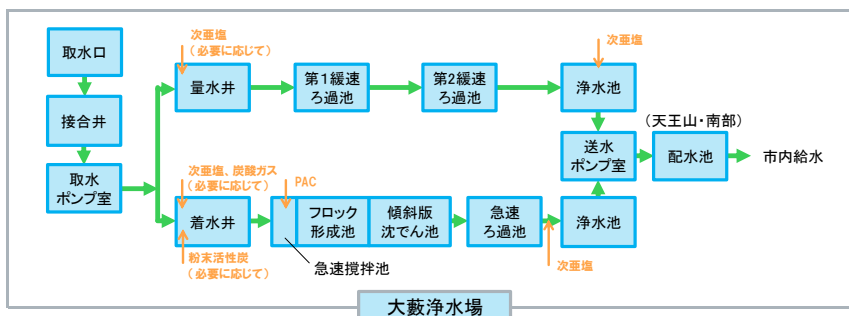 取水口
接合井
取水
ポンプ室
次亜塩
(必要に応じて)
量水井
第1緩速
ろ過池
第2緩速
ろ過池
次亜塩
浄水池
(天王山・南部)
送水
ポンプ室
配水池
市内給水
次亜塩、炭酸ガス
(必要に応じて)
着水井
粉末活性炭
(必要に応じて)
PAC
フロック
形成池
傾斜版
沈でん池
急速撹拌池
急速
ろ過池
次亜塩
浄水池
大藪浄水場